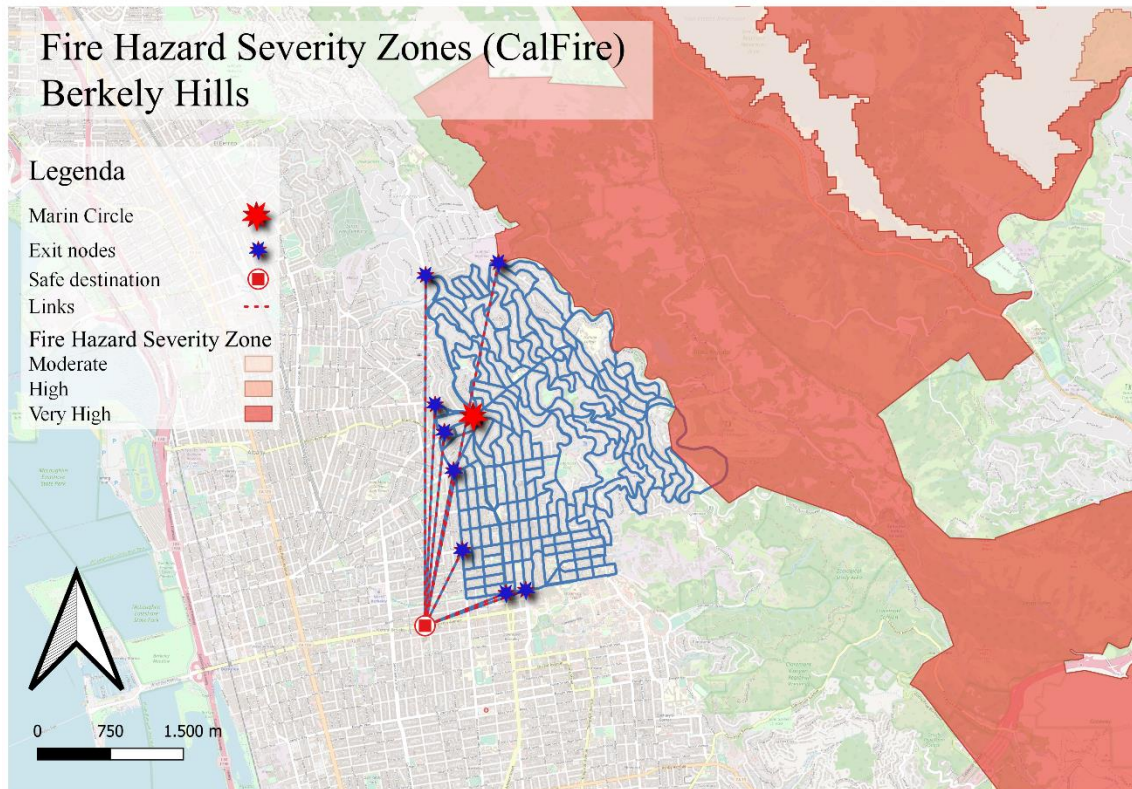 Fire Hazard Severity Zones (CalFire)
Berkely Hills
Legenda
Marin Circle
Exit nodes
Safe destination
Links
Fire Hazard Severity Zone
Moderate
High
Very High
0 750 1.500 m